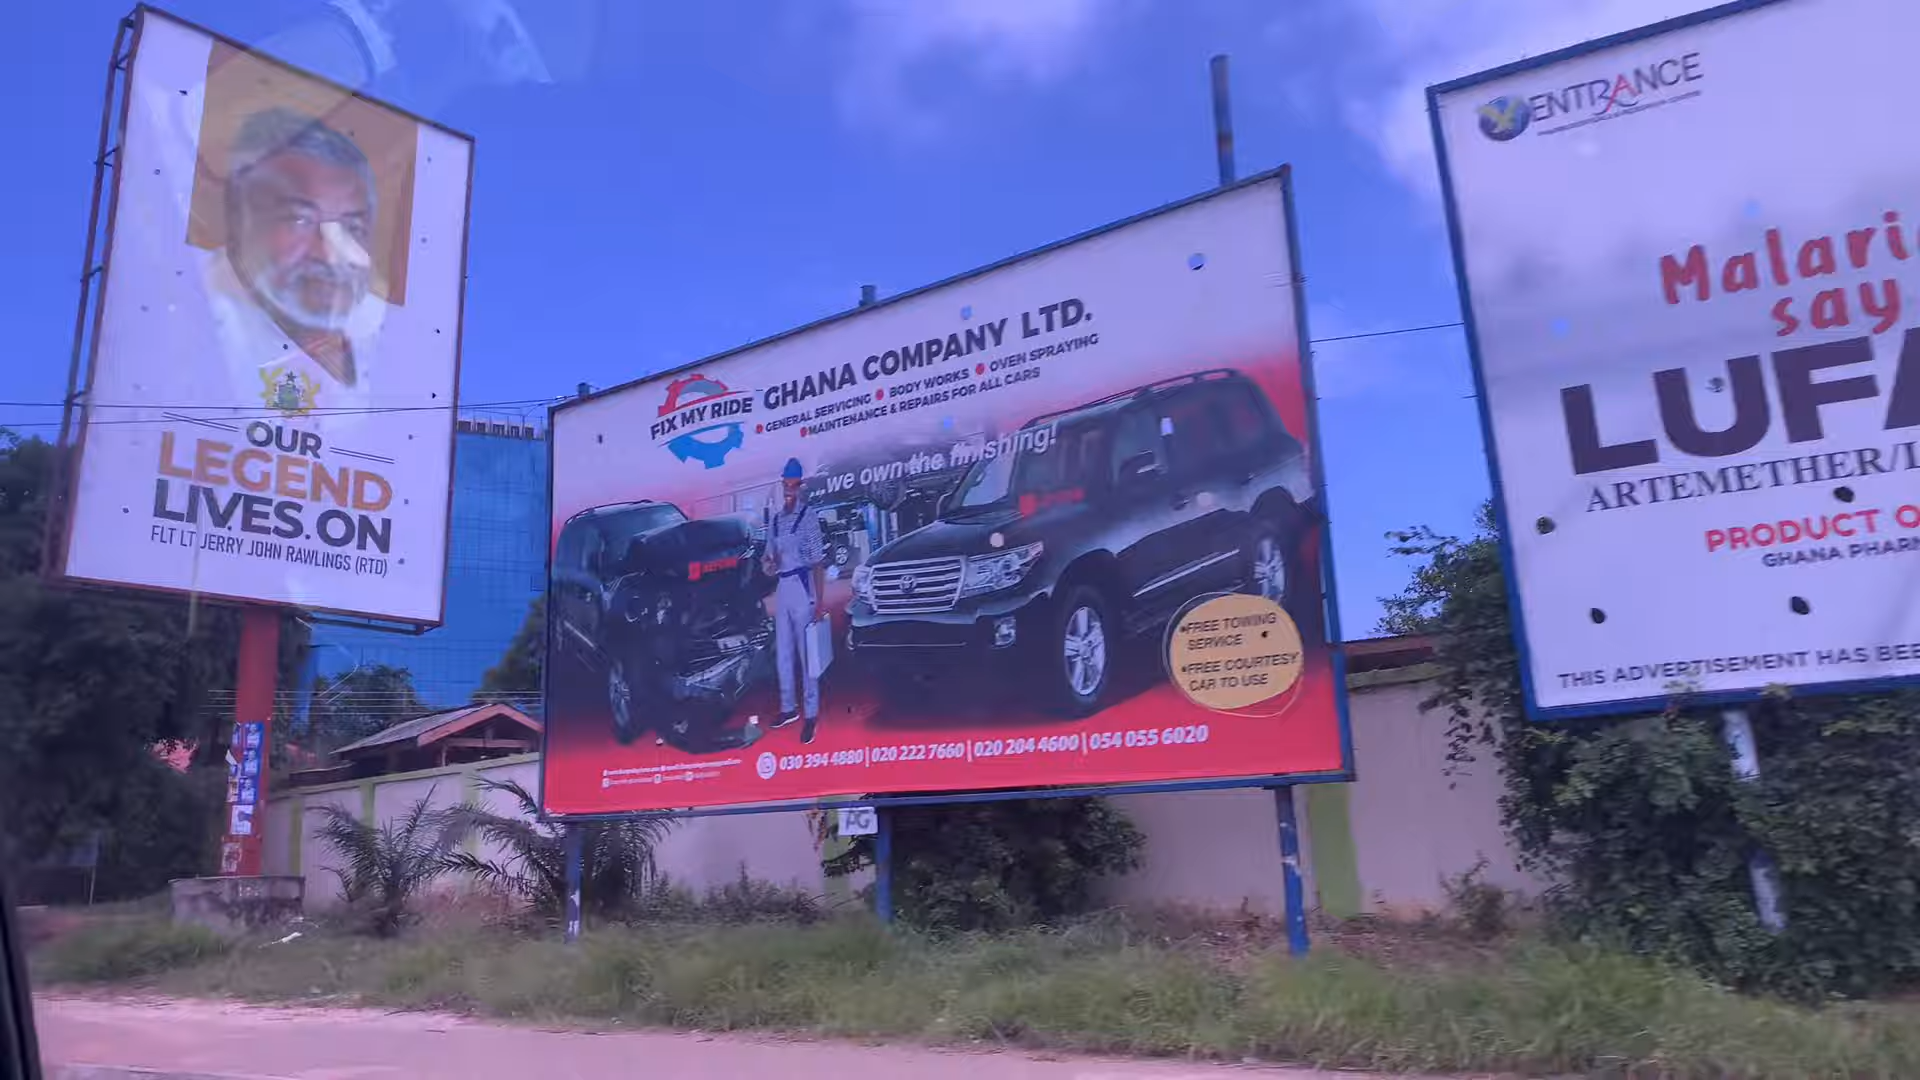 OUR
LEGEND
LIVES ON
FLT LT JERRY JOHN RAWLINGS (RTD)
FIX MY RIDE
GHANA COMPANY LTD.
GENERAL SERVICING • BODY WORKS • OVEN SPRAYING
MAINTENANCE & REPAIRS FOR ALL CARS
...we own the finishing!
BEFORE
FREE TOWING
SERVICE
FREE COURTESY
CAR TO USE
030 394 4880 | 020 222 7660 | 020 204 4600 | 054 055 6020
AG
ENTRANCE
Malari
say
LUFA
ARTEMETHER/L
PRODUCT O
GHANA PHARM
THIS ADVERTISEMENT HAS BEE